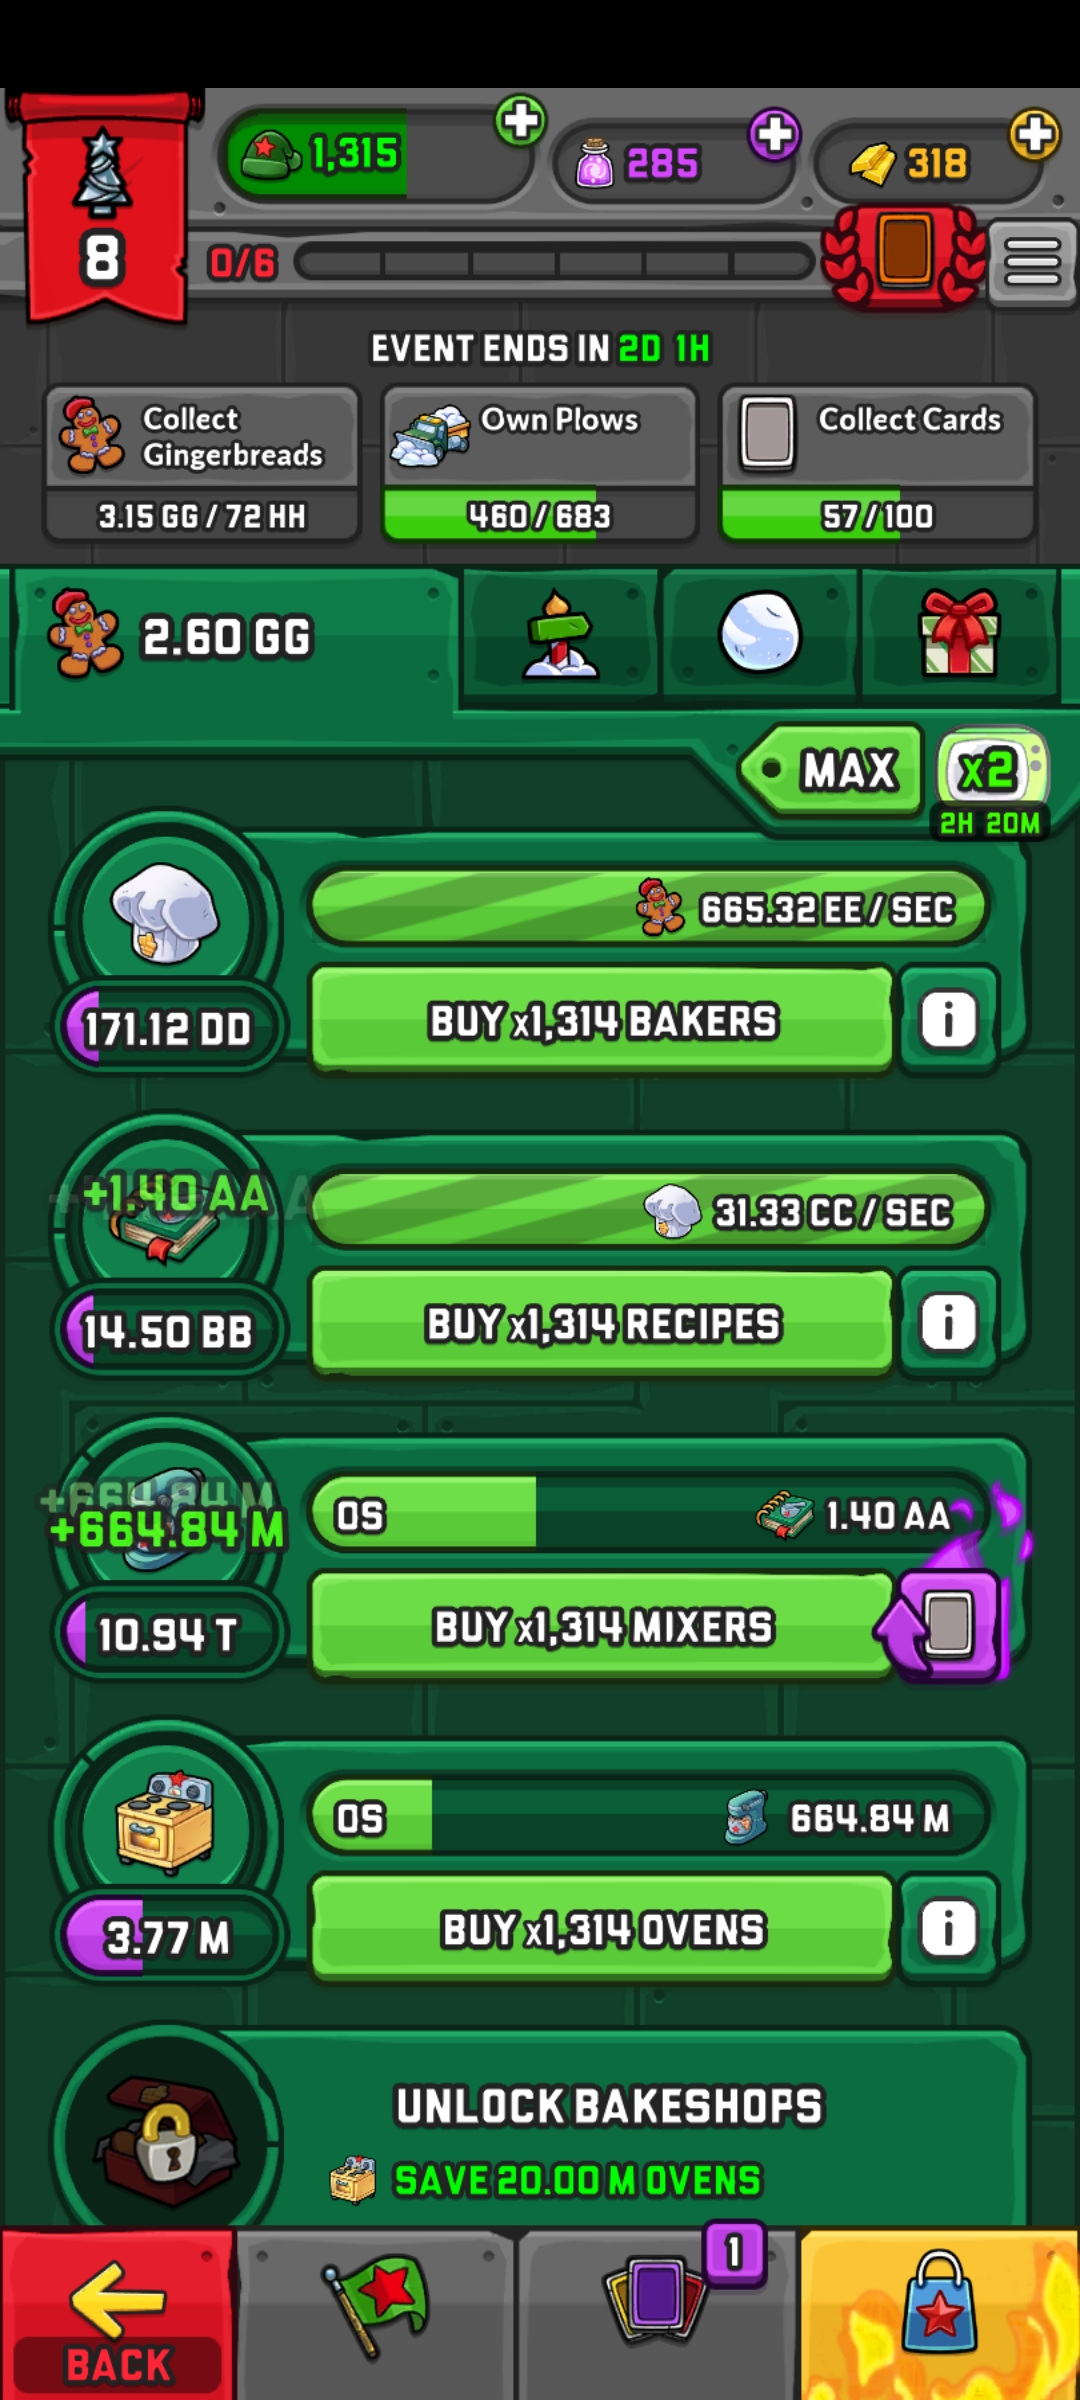 1,315
285
318
8
0/6
EVENT ENDS IN 2D 1H
Collect
Gingerbreads
3.15 GG / 72 HH
Own Plows
460 / 683
Collect Cards
57 / 100
2.60 GG
MAX
x2
2H 20M
665.32 EE / SEC
171.12 DD
BUY x1,314 BAKERS
i
+1.40 AA
31.33 CC / SEC
14.50 BB
BUY x1,314 RECIPES
i
+664.84 M
+664.84 M
0S
1.40 AA
10.94 T
BUY x1,314 MIXERS
0S
664.84 M
3.77 M
BUY x1,314 OVENS
i
UNLOCK BAKESHOPS
SAVE 20.00 M OVENS
1
BACK